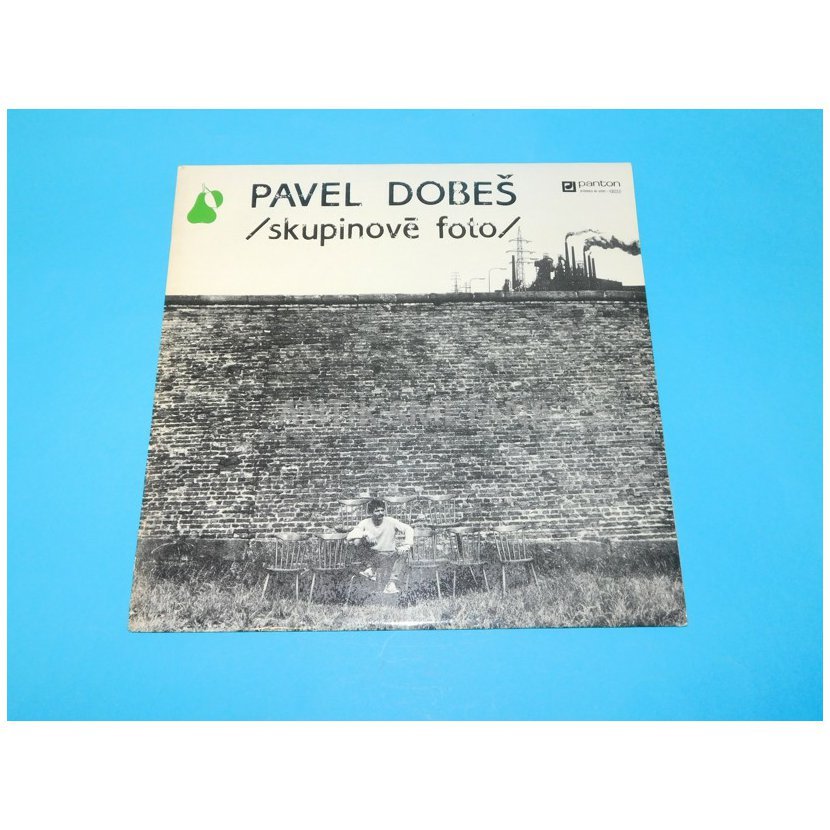 PAVEL DOBEŠ
/skupinově foto/
panton